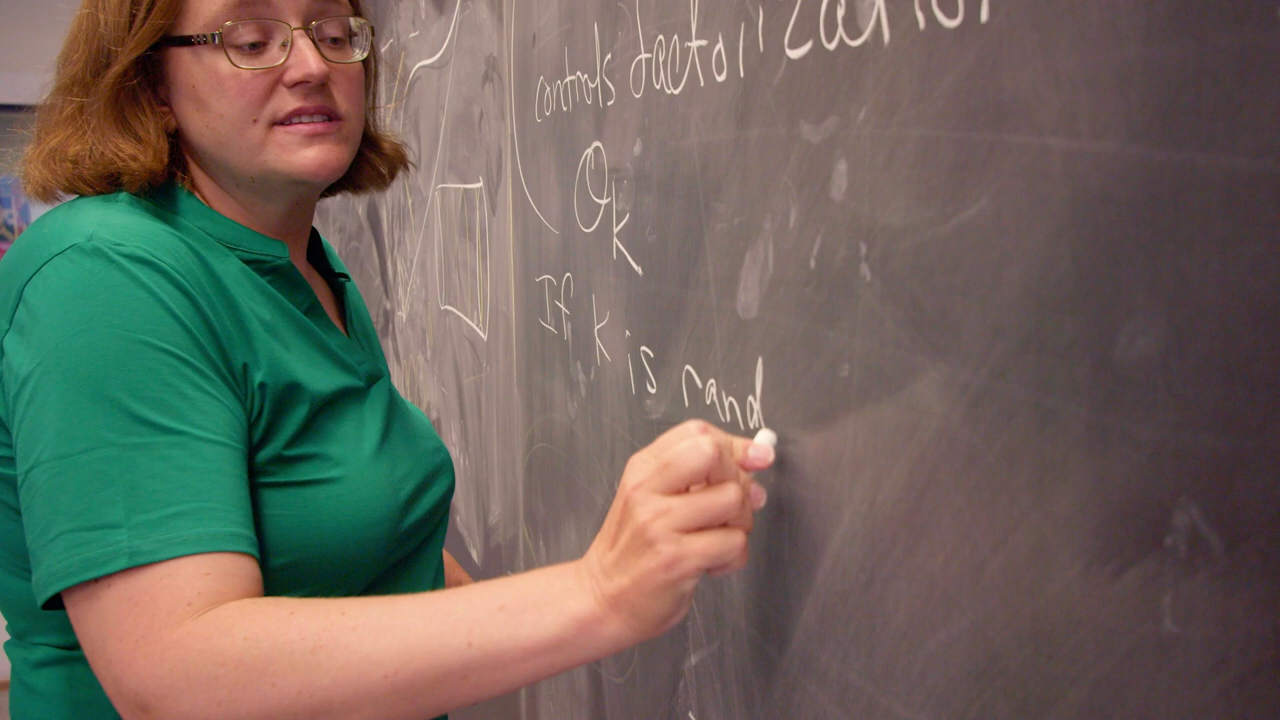 controls factorization
O_K
If K is rand